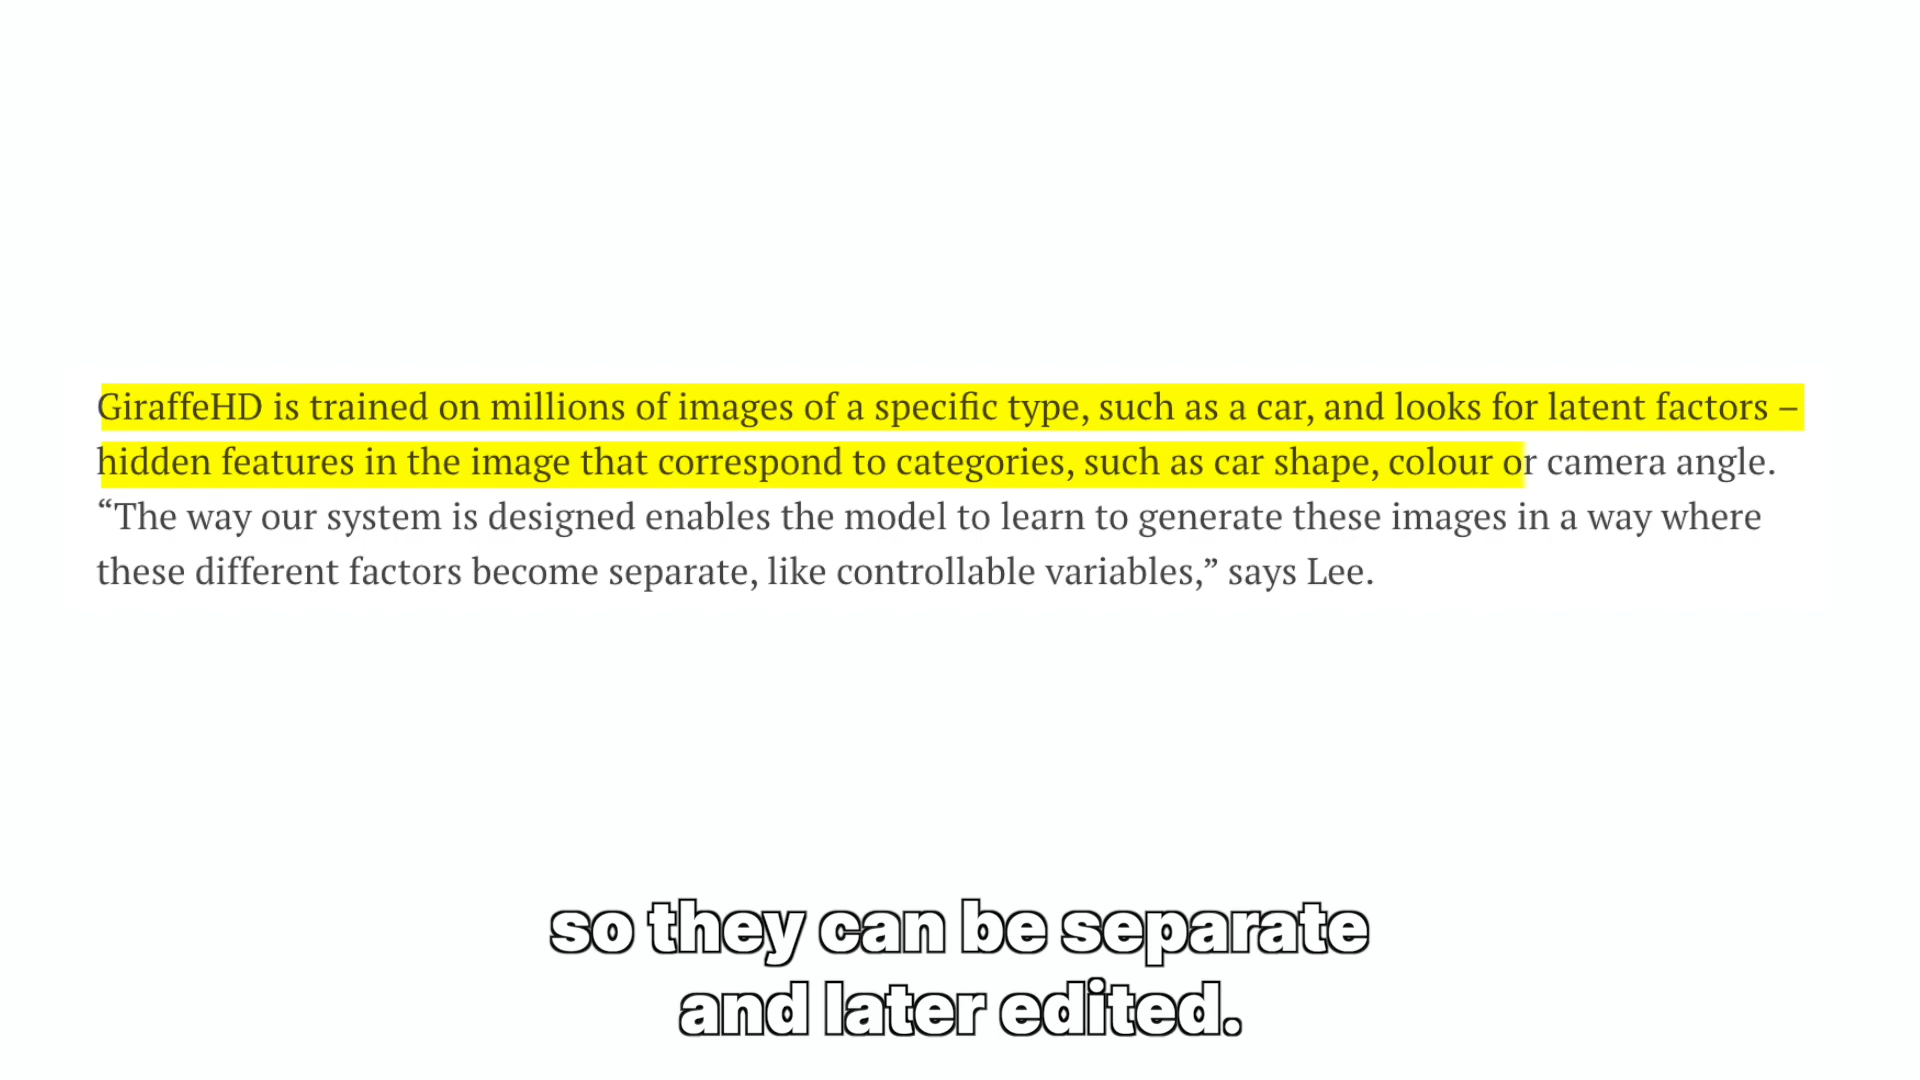 GiraffeHD is trained on millions of images of a specific type, such as a car, and looks for latent factors –
hidden features in the image that correspond to categories, such as car shape, colour or camera angle.
“The way our system is designed enables the model to learn to generate these images in a way where
these different factors become separate, like controllable variables,” says Lee.
so they can be separate
and later edited.